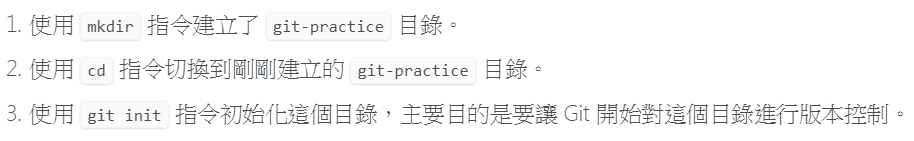 1. 使用 mkdir 指令建立了 git-practice 目錄。
2. 使用 cd 指令切換到剛剛建立的 git-practice 目錄。
3. 使用 git init 指令初始化這個目錄，主要目的是要讓 Git 開始對這個目錄進行版本控制。